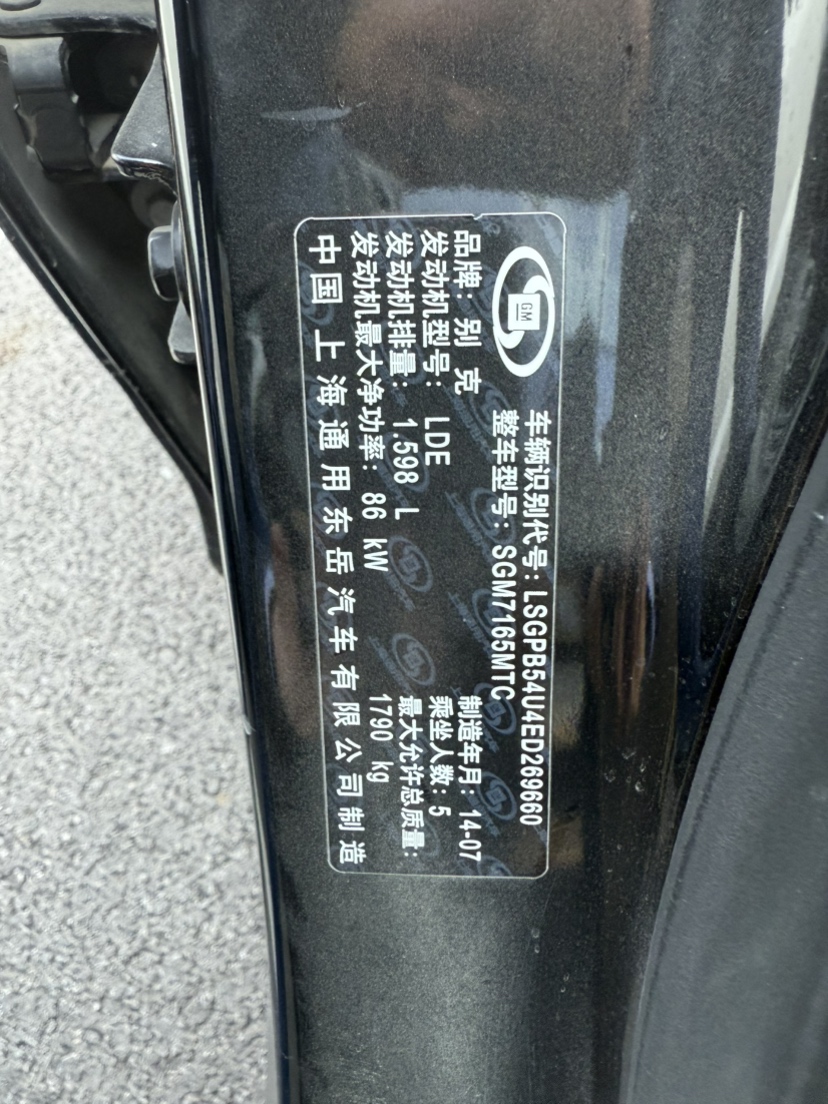 GM
车辆识别代号: LSGPB54U4ED269660
整车型号: SGM7165MTC
品牌: 别 克
制造年月: 14-07
发动机型号: LDE
乘坐人数: 5
发动机排量: 1.598 L
最大允许总质量:
发动机最大净功率: 86 kW
1790 kg
中国 上海通用东岳汽车有限公司制造